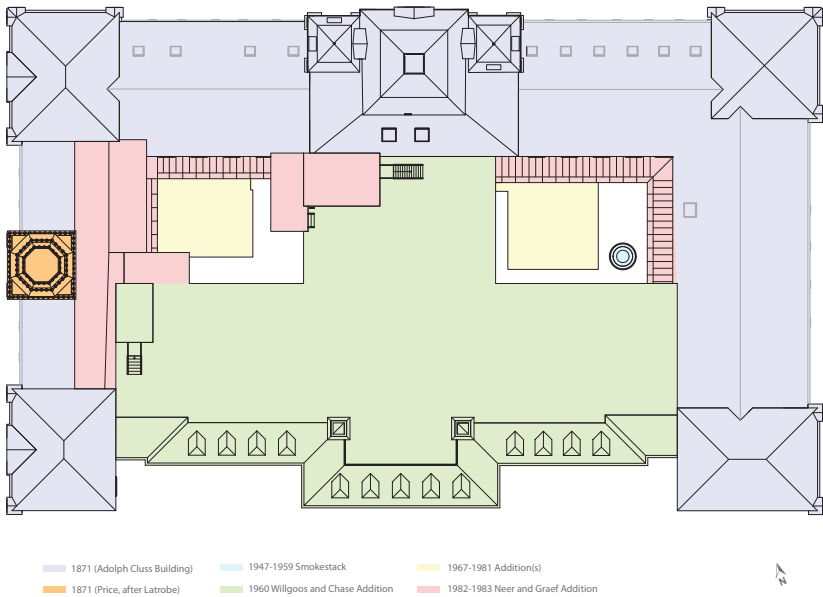 1871 (Adolph Cluss Building)
1947-1959 Smokestack
1967-1981 Addition(s)
1871 (Price, after Latrobe)
1960 Willgoos and Chase Addition
1982-1983 Neer and Graef Addition
N